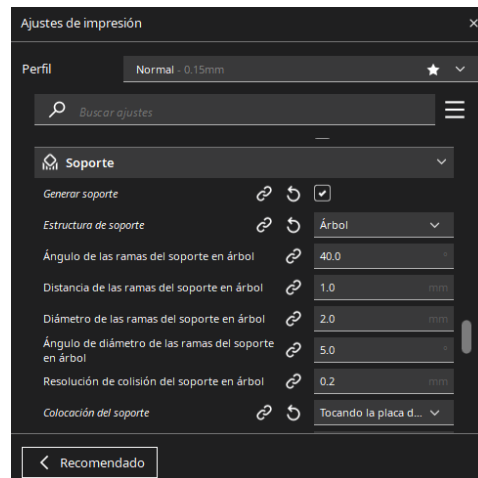 Ajustes de impresión
Perfil
Normal - 0.15mm
Buscar ajustes
Soporte
Generar soporte
Estructura de soporte
Árbol
Ángulo de las ramas del soporte en árbol
40.0 °
Distancia de las ramas del soporte en árbol
1.0 mm
Diámetro de las ramas del soporte en árbol
2.0 mm
Ángulo de diámetro de las ramas del soporte
en árbol
5.0 °
Resolución de colisión del soporte en árbol
0.2 mm
Colocación del soporte
Tocando la placa d...
Recomendado